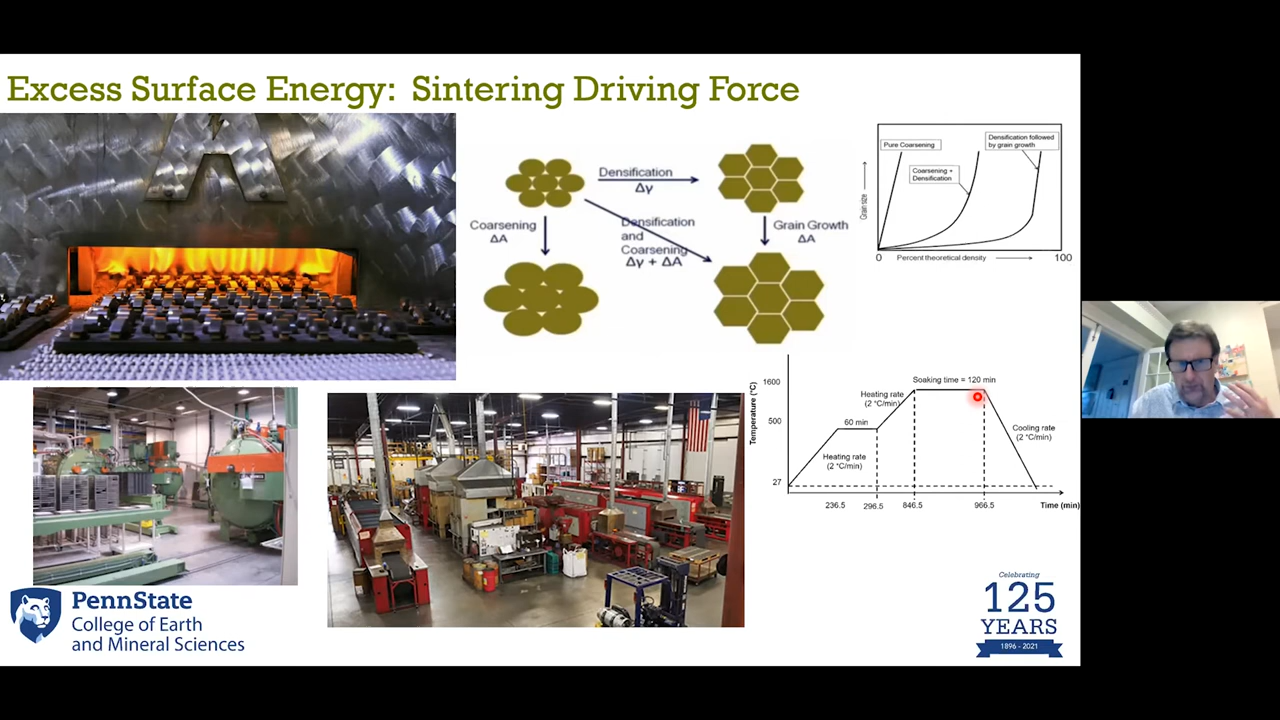 Excess Surface Energy: Sintering Driving Force
Densification
Δγ
Coarsening
ΔA
Densification
and
Coarsening
Δγ + ΔA
Grain Growth
ΔA
Pure Coarsening
Coarsening +
Densification
Densification followed
by grain growth
Grain size
0
Percent theoretical density
100
Temperature (°C)
1600
500
27
Heating rate
(2 °C/min)
60 min
Heating rate
(2 °C/min)
Soaking time = 120 min
Cooling rate
(2 °C/min)
236.5
296.5
846.5
966.5
Time (min)
PennState
College of Earth
and Mineral Sciences
Celebrating
125
YEARS
1896 - 2021